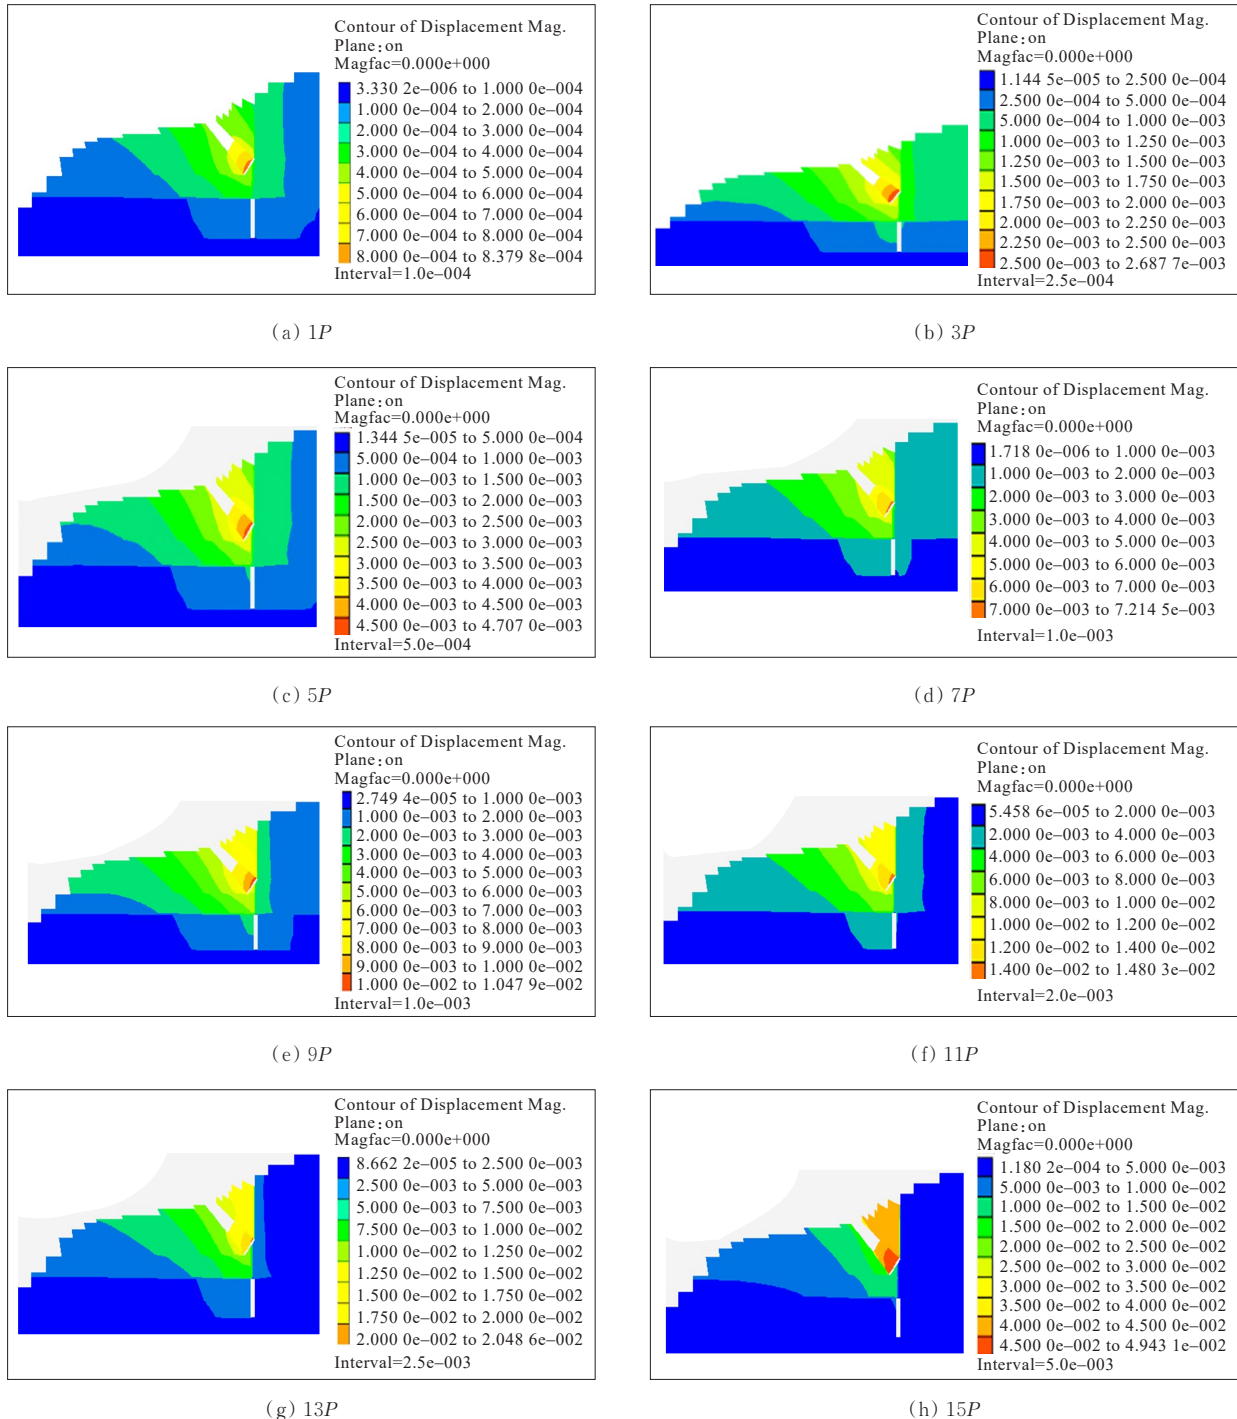 Contour of Displacement Mag.
Plane:on
Magfac=0.000e+000
3.330 2e–006 to 1.000 0e–004
1.000 0e–004 to 2.000 0e–004
2.000 0e–004 to 3.000 0e–004
3.000 0e–004 to 4.000 0e–004
4.000 0e–004 to 5.000 0e–004
5.000 0e–004 to 6.000 0e–004
6.000 0e–004 to 7.000 0e–004
7.000 0e–004 to 8.000 0e–004
8.000 0e–004 to 8.379 8e–004
Interval=1.0e–004
(a) 1P
Contour of Displacement Mag.
Plane:on
Magfac=0.000e+000
1.144 5e–005 to 2.500 0e–004
2.500 0e–004 to 5.000 0e–004
5.000 0e–004 to 1.000 0e–003
1.000 0e–003 to 1.250 0e–003
1.250 0e–003 to 1.500 0e–003
1.500 0e–003 to 1.750 0e–003
1.750 0e–003 to 2.000 0e–003
2.000 0e–003 to 2.250 0e–003
2.250 0e–003 to 2.500 0e–003
2.500 0e–003 to 2.687 7e–003
Interval=2.5e–004
(b) 3P
Contour of Displacement Mag.
Plane:on
Magfac=0.000e+000
1.344 5e–005 to 5.000 0e–004
5.000 0e–004 to 1.000 0e–003
1.000 0e–003 to 1.500 0e–003
1.500 0e–003 to 2.000 0e–003
2.000 0e–003 to 2.500 0e–003
2.500 0e–003 to 3.000 0e–003
3.000 0e–003 to 3.500 0e–003
3.500 0e–003 to 4.000 0e–003
4.000 0e–003 to 4.500 0e–003
4.500 0e–003 to 4.707 0e–003
Interval=5.0e–004
(c) 5P
Contour of Displacement Mag.
Plane:on
Magfac=0.000e+000
1.718 0e–006 to 1.000 0e–003
1.000 0e–003 to 2.000 0e–003
2.000 0e–003 to 3.000 0e–003
3.000 0e–003 to 4.000 0e–003
4.000 0e–003 to 5.000 0e–003
5.000 0e–003 to 6.000 0e–003
6.000 0e–003 to 7.000 0e–003
7.000 0e–003 to 7.214 5e–003
Interval=1.0e–003
(d) 7P
Contour of Displacement Mag.
Plane:on
Magfac=0.000e+000
2.749 4e–005 to 1.000 0e–003
1.000 0e–003 to 2.000 0e–003
2.000 0e–003 to 3.000 0e–003
3.000 0e–003 to 4.000 0e–003
4.000 0e–003 to 5.000 0e–003
5.000 0e–003 to 6.000 0e–003
6.000 0e–003 to 7.000 0e–003
7.000 0e–003 to 8.000 0e–003
8.000 0e–003 to 9.000 0e–003
9.000 0e–003 to 1.000 0e–002
1.000 0e–002 to 1.047 9e–002
Interval=1.0e–003
(e) 9P
Contour of Displacement Mag.
Plane:on
Magfac=0.000e+000
5.458 6e–005 to 2.000 0e–003
2.000 0e–003 to 4.000 0e–003
4.000 0e–003 to 6.000 0e–003
6.000 0e–003 to 8.000 0e–003
8.000 0e–003 to 1.000 0e–002
1.000 0e–002 to 1.200 0e–002
1.200 0e–002 to 1.400 0e–002
1.400 0e–002 to 1.480 3e–002
Interval=2.0e–003
(f) 11P
Contour of Displacement Mag.
Plane:on
Magfac=0.000e+000
8.662 2e–005 to 2.500 0e–003
2.500 0e–003 to 5.000 0e–003
5.000 0e–003 to 7.500 0e–003
7.500 0e–003 to 1.000 0e–002
1.000 0e–002 to 1.250 0e–002
1.250 0e–002 to 1.500 0e–002
1.500 0e–002 to 1.750 0e–002
1.750 0e–002 to 2.000 0e–002
2.000 0e–002 to 2.048 6e–002
Interval=2.5e–003
(g) 13P
Contour of Displacement Mag.
Plane:on
Magfac=0.000e+000
1.180 2e–004 to 5.000 0e–003
5.000 0e–003 to 1.000 0e–002
1.000 0e–002 to 1.500 0e–002
1.500 0e–002 to 2.000 0e–002
2.000 0e–002 to 2.500 0e–002
2.500 0e–002 to 3.000 0e–002
3.000 0e–002 to 3.500 0e–002
3.500 0e–002 to 4.000 0e–002
4.000 0e–002 to 4.500 0e–002
4.500 0e–002 to 4.943 1e–002
Interval=5.0e–003
(h) 15P